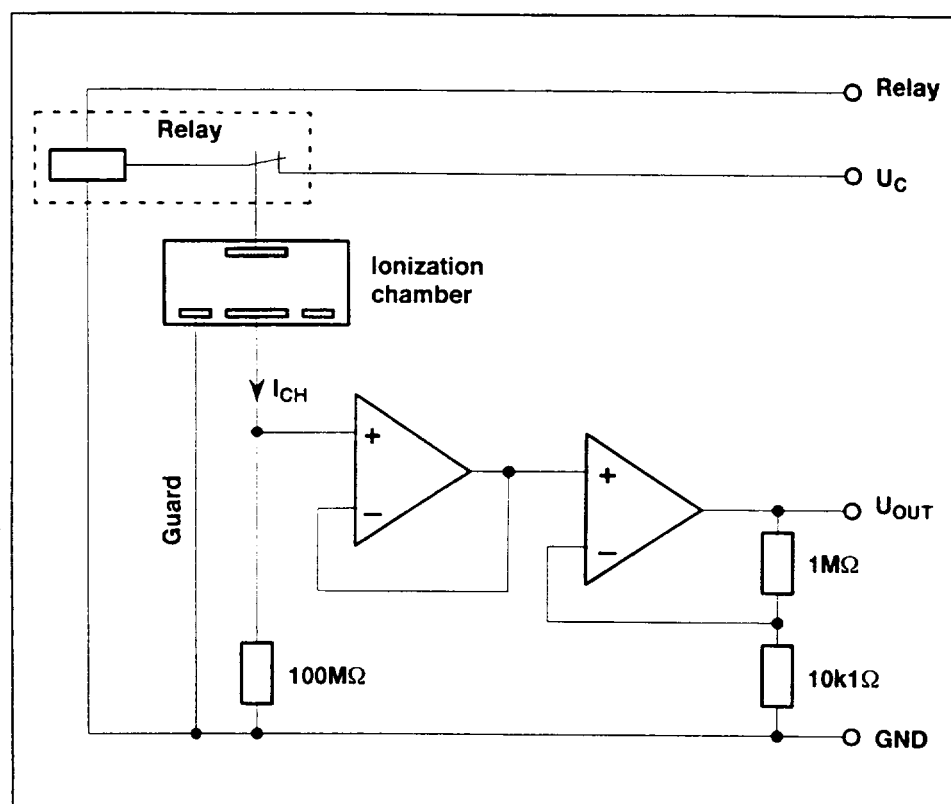 Relay
Relay
U_C
Ionization
chamber
I_CH
+
−
+
−
U_OUT
Guard
1MΩ
100MΩ
10k1Ω
GND